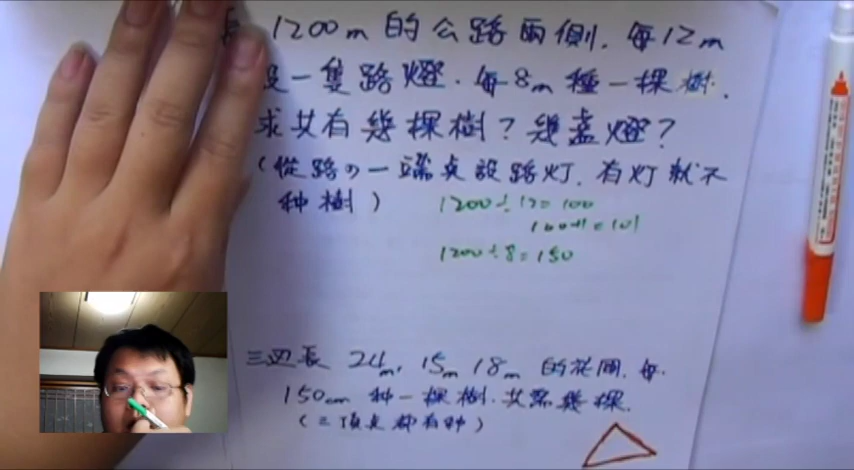 長 1200m 的公路兩側. 每12m
設一隻路燈. 每8m 種一棵樹.
求共有幾棵樹？幾盞燈？
(從路の一端点設路灯. 有灯就不
种樹)
1200÷12=100
100+1=101
1200÷8=150
三边長 24m, 15m 18m 的花園. 每
150cm 种一棵樹. 共需幾棵.
(三頂点都有种)